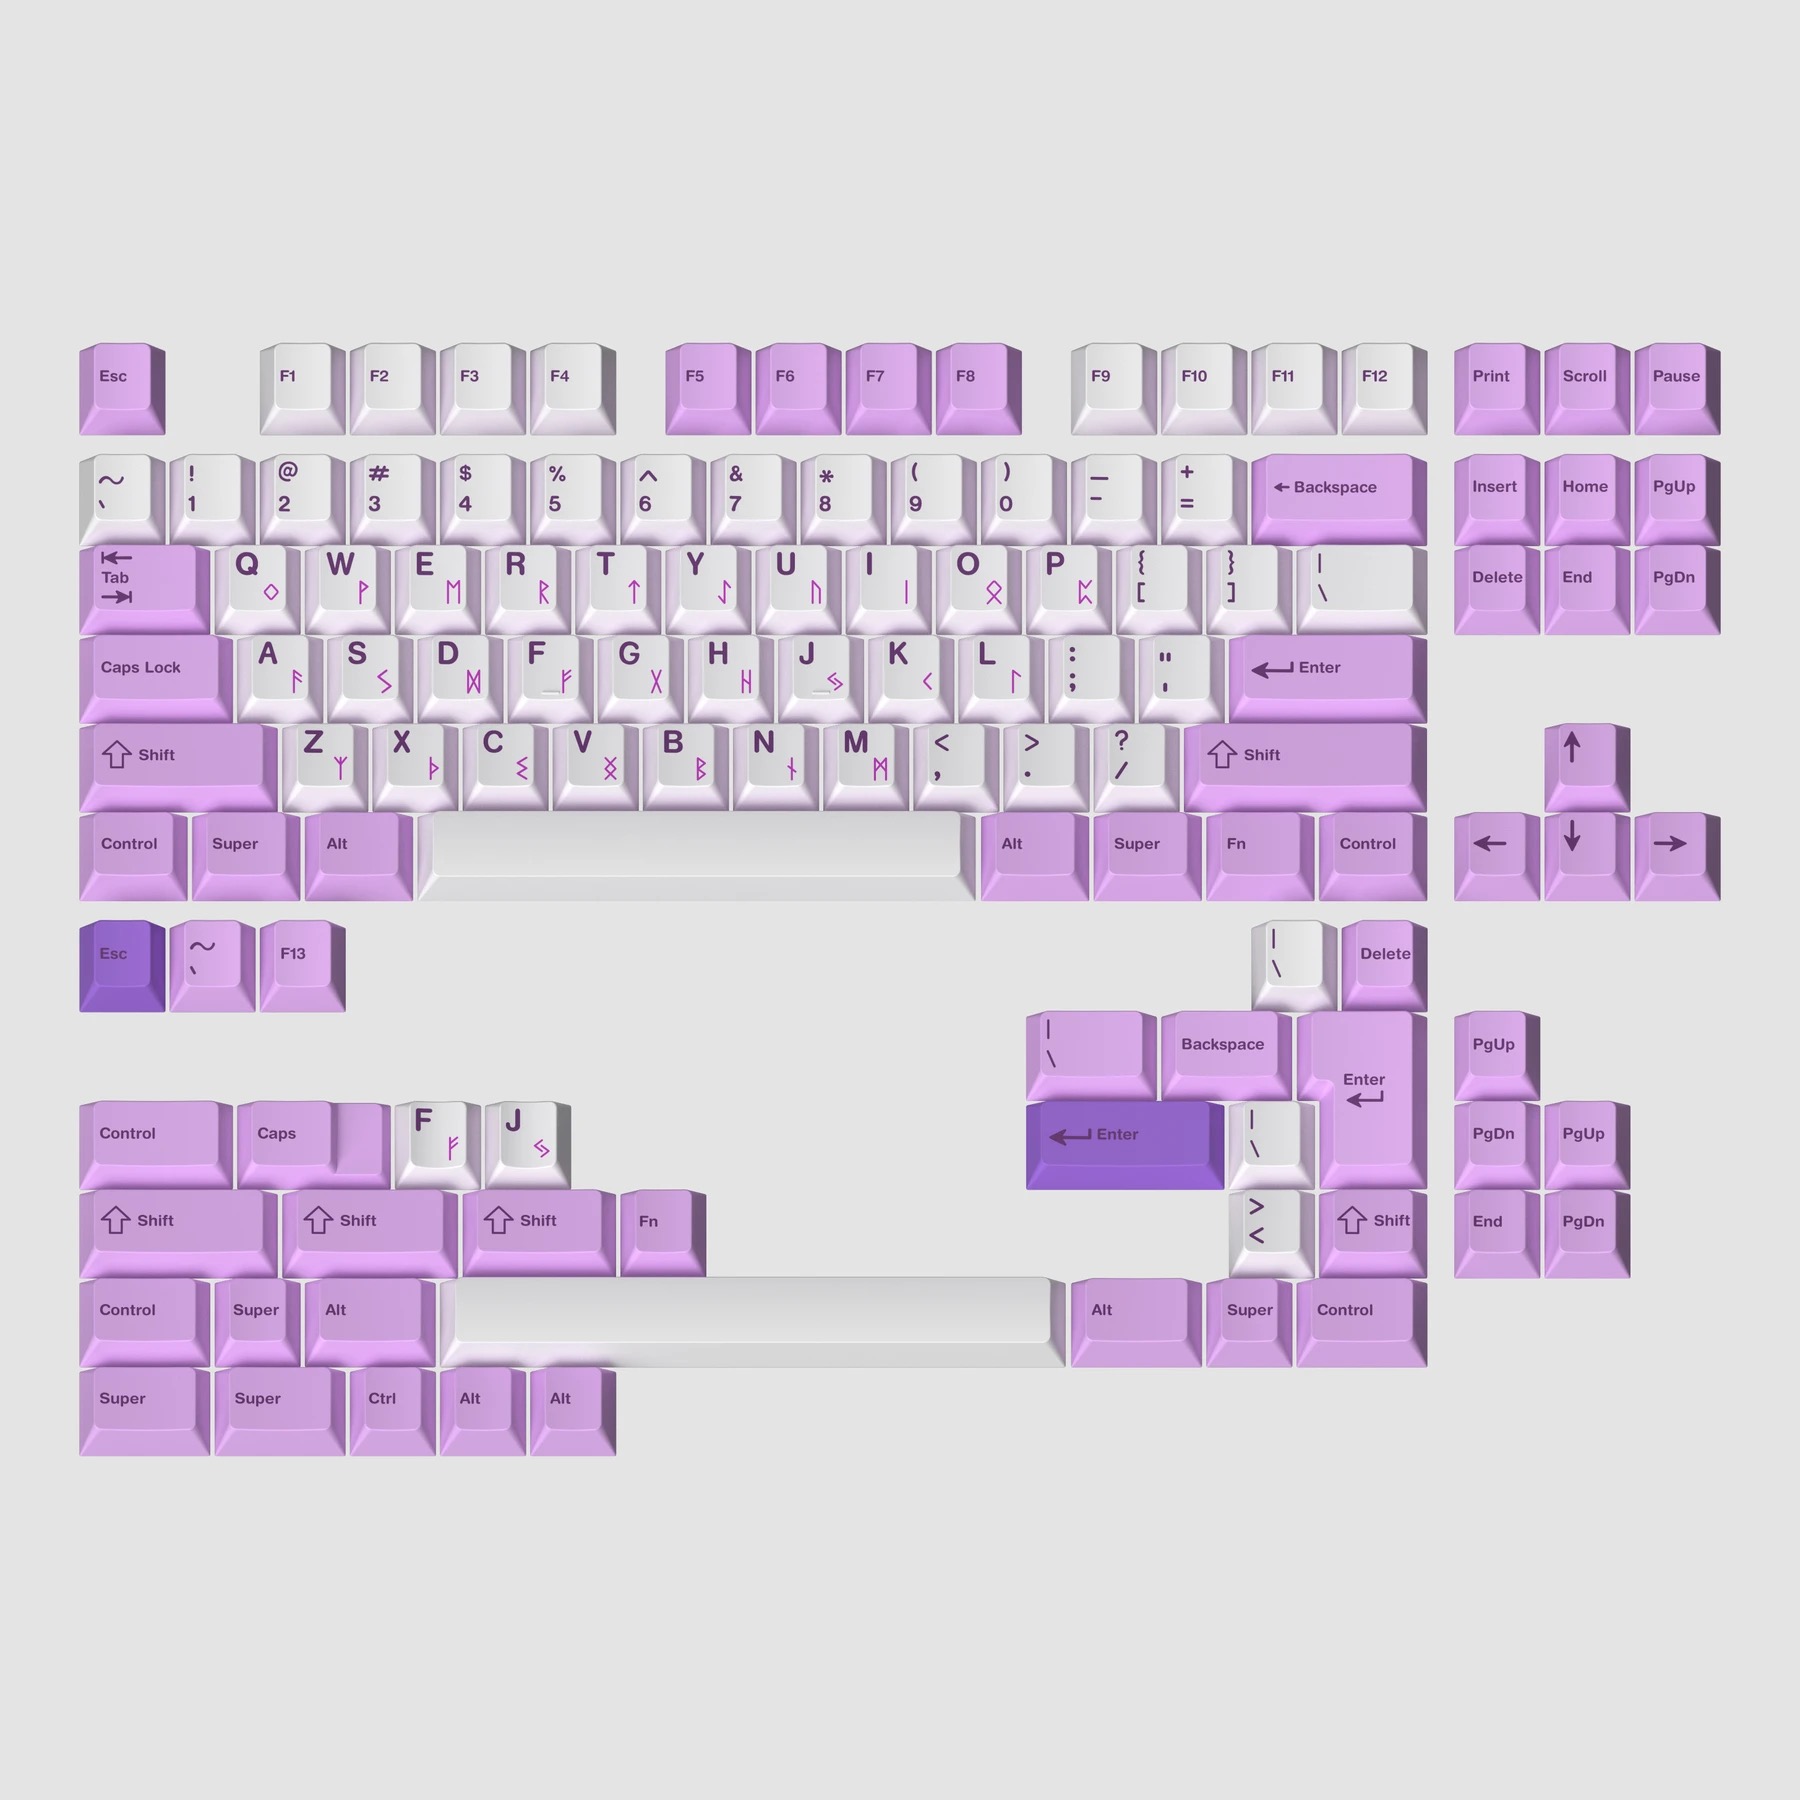 Esc F1 F2 F3 F4 F5 F6 F7 F8 F9 F10 F11 F12 Print Scroll Pause
~ ! @ # $ % ^ & * ( ) _ + ← Backspace Insert Home PgUp
` 1 2 3 4 5 6 7 8 9 0 - =
⇤ Tab ⇥ Q ᛜ W ᚹ E ᛖ R ᚱ T ᛏ Y ᛇ U ᚢ I ᛁ O ᛟ P ᛈ { [ } ] | \ Delete End PgDn
Caps Lock A ᚨ S ᛊ D ᛞ F ᚠ G ᚷ H ᚺ J ᛃ K ᚲ L ᛚ : ; " ' ↵ Enter
⇧ Shift Z ᛉ X ᚦ C ᛈ V ᛝ B ᛒ N ᚾ M ᛗ < , > . ? / ⇧ Shift ↑
Control Super Alt Alt Super Fn Control ← ↓ →
Esc ~ ` F13 | \ Delete
| \ Backspace Enter ↵ PgUp
Control Caps F ᚠ J ᛃ ↵ Enter | \ PgDn PgUp
⇧ Shift ⇧ Shift ⇧ Shift Fn > < ⇧ Shift End PgDn
Control Super Alt Alt Super Control
Super Super Ctrl Alt Alt